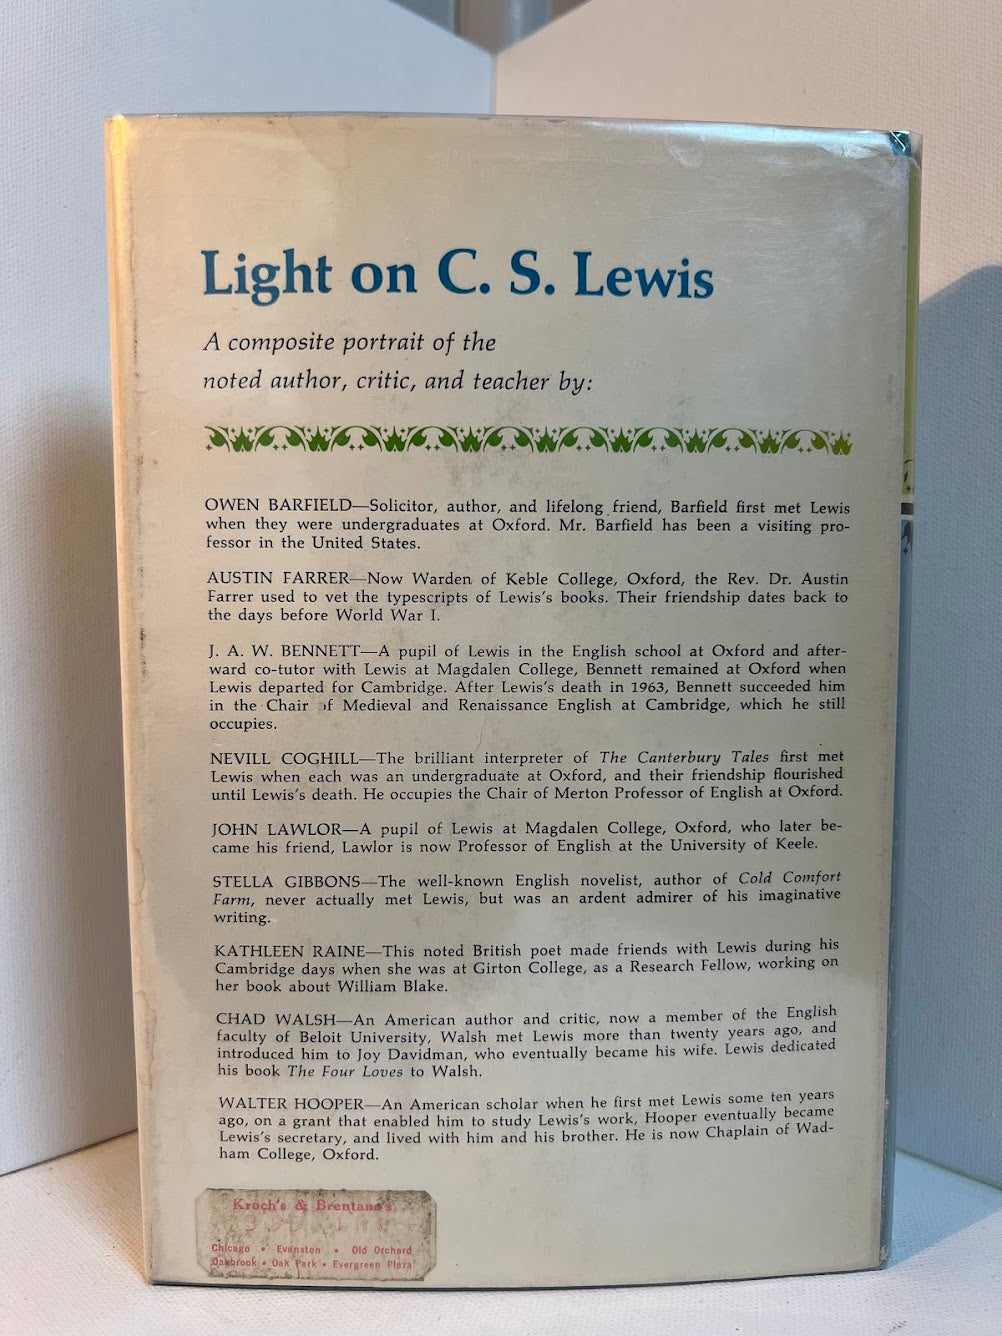 Light on C. S. Lewis
A composite portrait of the
noted author, critic, and teacher by:
OWEN BARFIELD—Solicitor, author, and lifelong friend, Barfield first met Lewis
when they were undergraduates at Oxford. Mr. Barfield has been a visiting pro-
fessor in the United States.
AUSTIN FARRER—Now Warden of Keble College, Oxford, the Rev. Dr. Austin
Farrer used to vet the typescripts of Lewis's books. Their friendship dates back to
the days before World War I.
J. A. W. BENNETT—A pupil of Lewis in the English school at Oxford and after-
ward co-tutor with Lewis at Magdalen College, Bennett remained at Oxford when
Lewis departed for Cambridge. After Lewis's death in 1963, Bennett succeeded him
in the Chair of Medieval and Renaissance English at Cambridge, which he still
occupies.
NEVILL COGHILL—The brilliant interpreter of The Canterbury Tales first met
Lewis when each was an undergraduate at Oxford, and their friendship flourished
until Lewis's death. He occupies the Chair of Merton Professor of English at Oxford.
JOHN LAWLOR—A pupil of Lewis at Magdalen College, Oxford, who later be-
came his friend, Lawlor is now Professor of English at the University of Keele.
STELLA GIBBONS—The well-known English novelist, author of Cold Comfort
Farm, never actually met Lewis, but was an ardent admirer of his imaginative
writing.
KATHLEEN RAINE—This noted British poet made friends with Lewis during his
Cambridge days when she was at Girton College, as a Research Fellow, working on
her book about William Blake.
CHAD WALSH—An American author and critic, now a member of the English
faculty of Beloit University, Walsh met Lewis more than twenty years ago, and
introduced him to Joy Davidman, who eventually became his wife. Lewis dedicated
his book The Four Loves to Walsh.
WALTER HOOPER—An American scholar when he first met Lewis some ten years
ago, on a grant that enabled him to study Lewis's work, Hooper eventually became
Lewis's secretary, and lived with him and his brother. He is now Chaplain of Wad-
ham College, Oxford.
Kroch's & Brentano's
Chicago • Evanston • Old Orchard
Oakbrook • Oak Park • Evergreen Plaza